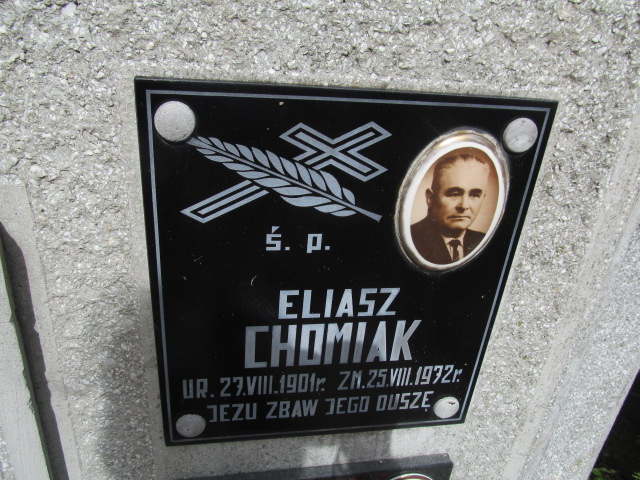 Ś. P.
ELIASZ
CHOMIAK
UR. 27.VIII.1901r. ZM. 25.VIII.1972r.
JEZU ZBAW JEGO DUSZĘ